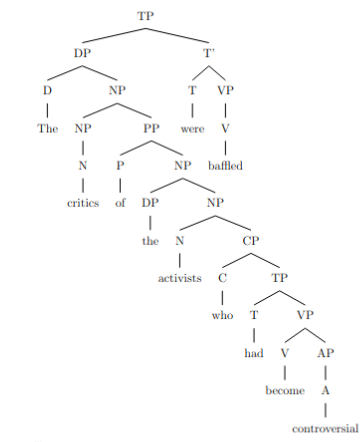 TP
DP T'
D NP T VP
The NP PP were V
N P NP baffled
critics of DP NP
the N CP
activists C TP
who T VP
had V AP
become A
controversial